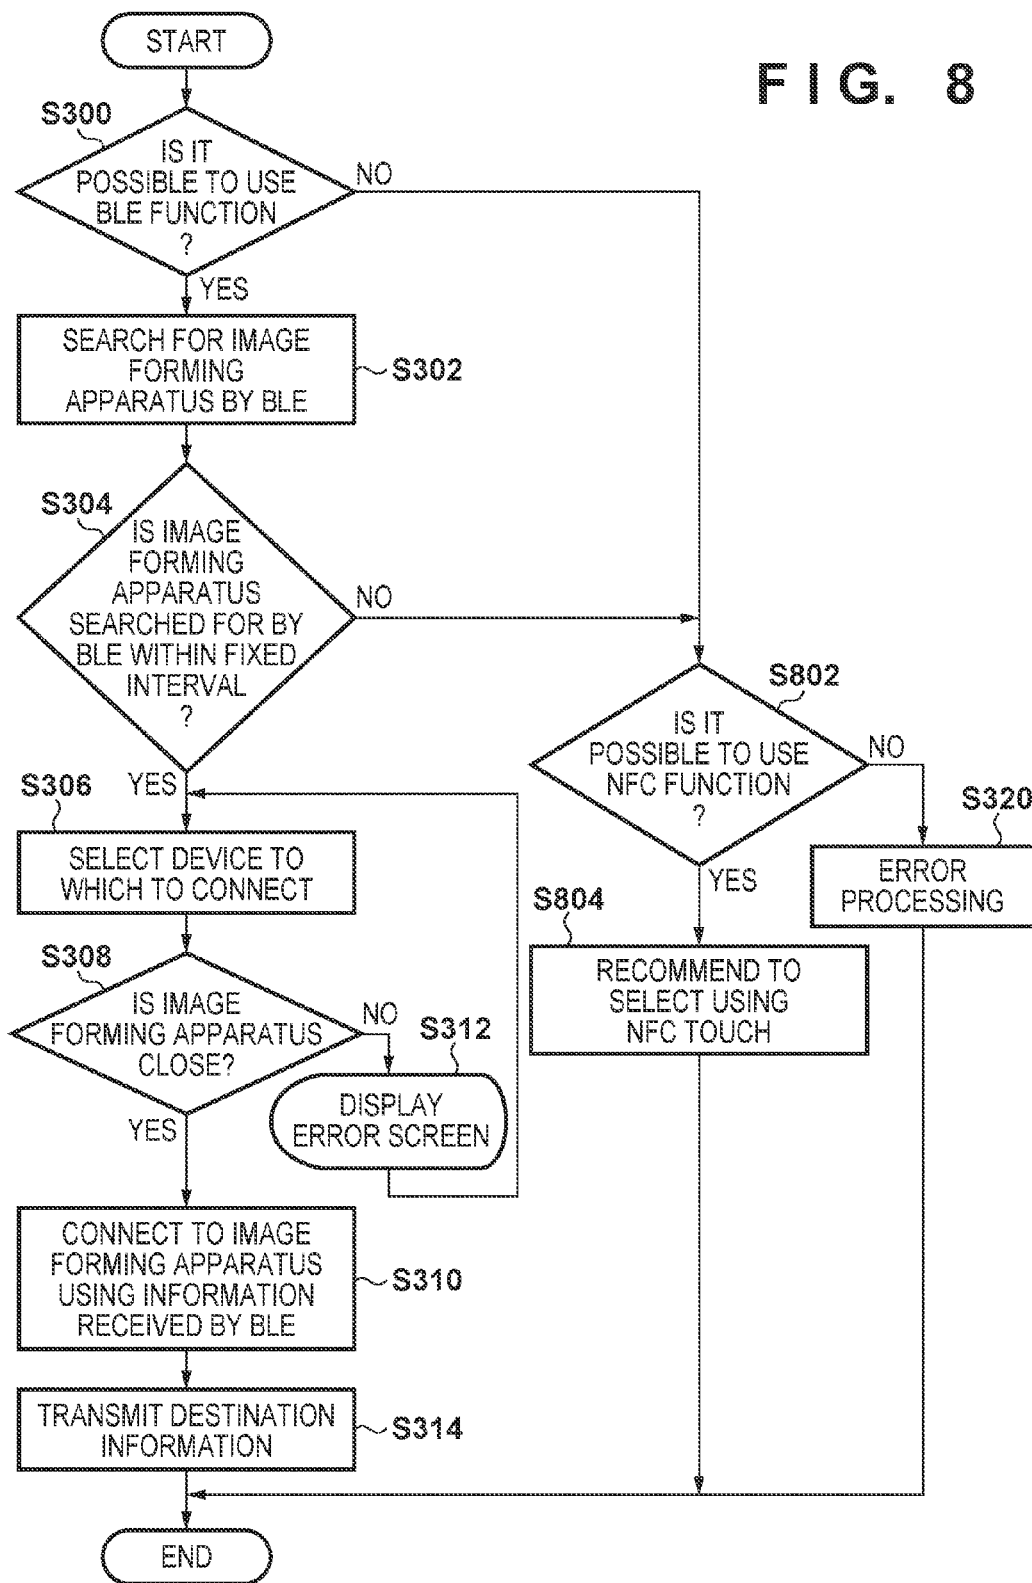 FIG. 8
START
S300
IS IT
POSSIBLE TO USE
BLE FUNCTION
?
NO
YES
SEARCH FOR IMAGE
FORMING
APPARATUS BY BLE
S302
S304
IS IMAGE
FORMING
APPARATUS
SEARCHED FOR BY
BLE WITHIN FIXED
INTERVAL
?
NO
YES
S802
IS IT
POSSIBLE TO USE
NFC FUNCTION
?
NO
YES
S320
ERROR
PROCESSING
S804
RECOMMEND TO
SELECT USING
NFC TOUCH
S306
SELECT DEVICE TO
WHICH TO CONNECT
S308
IS IMAGE
FORMING APPARATUS
CLOSE?
NO
YES
S312
DISPLAY
ERROR SCREEN
CONNECT TO IMAGE
FORMING APPARATUS
USING INFORMATION
RECEIVED BY BLE
S310
TRANSMIT DESTINATION
INFORMATION
S314
END